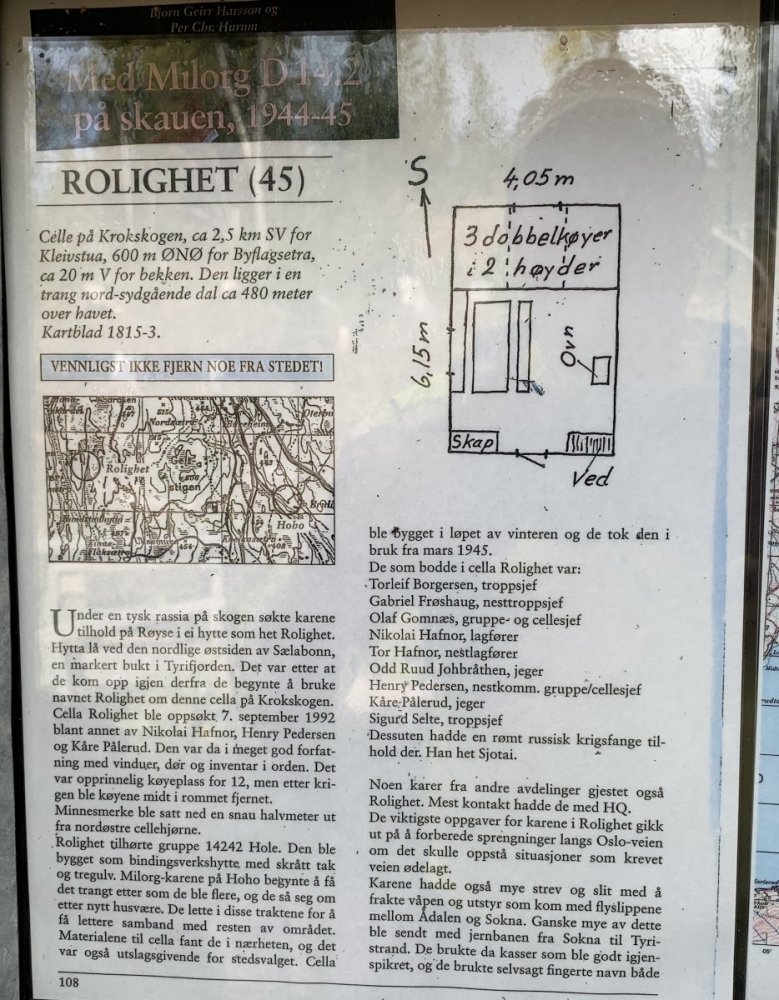 Bjørn Geirr Harsson og
Per Chr. Hurum
Med Milorg D 14,2
på skauen, 1944-45
ROLIGHET (45)
Celle på Krokskogen, ca 2,5 km SV for
Kleivstua, 600 m ØNØ for Byflagsetra,
ca 20 m V for bekken. Den ligger i en
trang nord-sydgående dal ca 480 meter
over havet.
Kartblad 1815-3.
VENNLIGST IKKE FJERN NOE FRA STEDET!
Rolighet
stigen
Hoho
Under en tysk rassia på skogen søkte karene
tilhold på Røyse i ei hytte som het Rolighet.
Hytta lå ved den nordlige østsiden av Sælabonn,
en markert bukt i Tyrifjorden. Det var etter at
de kom opp igjen derfra de begynte å bruke
navnet Rolighet om denne cella på Krokskogen.
Cella Rolighet ble oppsøkt 7. september 1992
blant annet av Nikolai Hafnor, Henry Pedersen
og Kåre Pålerud. Den var da i meget god forfat-
ning med vinduer, dør og inventar i orden. Det
var opprinnelig køyeplass for 12, men etter kri-
gen ble køyene midt i rommet fjernet.
Minnesmerke ble satt ned en snau halvmeter ut
fra nordøstre cellehjørne.
Rolighet tilhørte gruppe 14242 Hole. Den ble
bygget som bindingsverkshytte med skrått tak
og tregulv. Milorg-karene på Hoho begynte å få
det trangt etter som de ble flere, og de så seg om
etter nytt husvære. De lette i disse traktene for å
få lettere samband med resten av området.
Materialene til cella fant de i nærheten, og det
var også utslagsgivende for stedsvalget. Cella
108
S
4,05 m
3 dobbelkøyer
i 2 høyder
6,15 m
Ovn
Skap
Ved
ble bygget i løpet av vinteren og de tok den i
bruk fra mars 1945.
De som bodde i cella Rolighet var:
Torleif Borgersen, troppsjef
Gabriel Frøshaug, nesttroppsjef
Olaf Gomnæs, gruppe- og cellesjef
Nikolai Hafnor, lagfører
Tor Hafnor, nestlagfører
Odd Ruud Johbråthen, jeger
Henry Pedersen, nestkomm. gruppe/cellesjef
Kåre Pålerud, jeger
Sigurd Selte, troppsjef
Dessuten hadde en rømt russisk krigsfange til-
hold der. Han het Sjotai.
Noen karer fra andre avdelinger gjestet også
Rolighet. Mest kontakt hadde de med HQ.
De viktigste oppgaver for karene i Rolighet gikk
ut på å forberede sprengninger langs Oslo-veien
om det skulle oppstå situasjoner som krevet
veien ødelagt.
Karene hadde også mye strev og slit med å
frakte våpen og utstyr som kom med flyslippene
mellom Ådalen og Sokna. Ganske mye av dette
ble sendt med jernbanen fra Sokna til Tyri-
strand. De brukte da kasser som ble godt igjen-
spikret, og de brukte selvsagt fingerte navn både